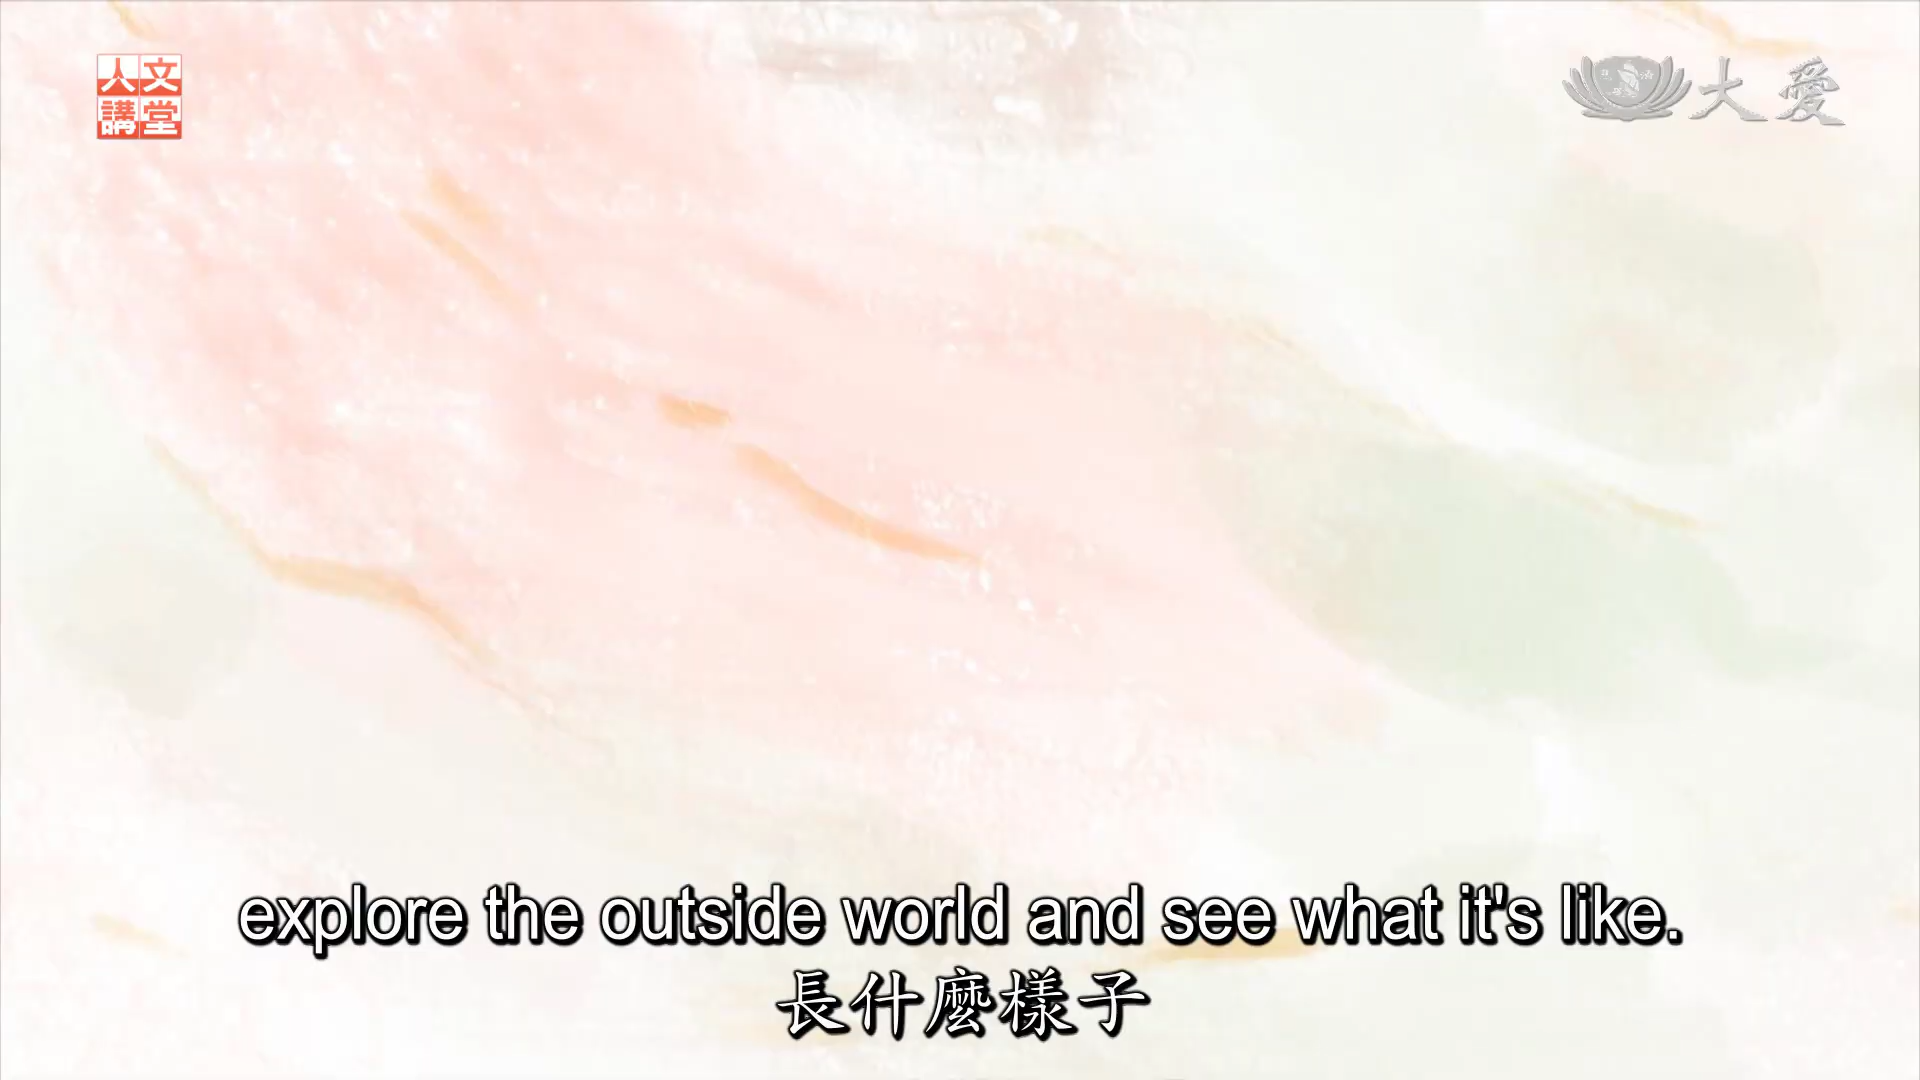 人文
講堂
大愛
explore the outside world and see what it's like.
長什麼樣子